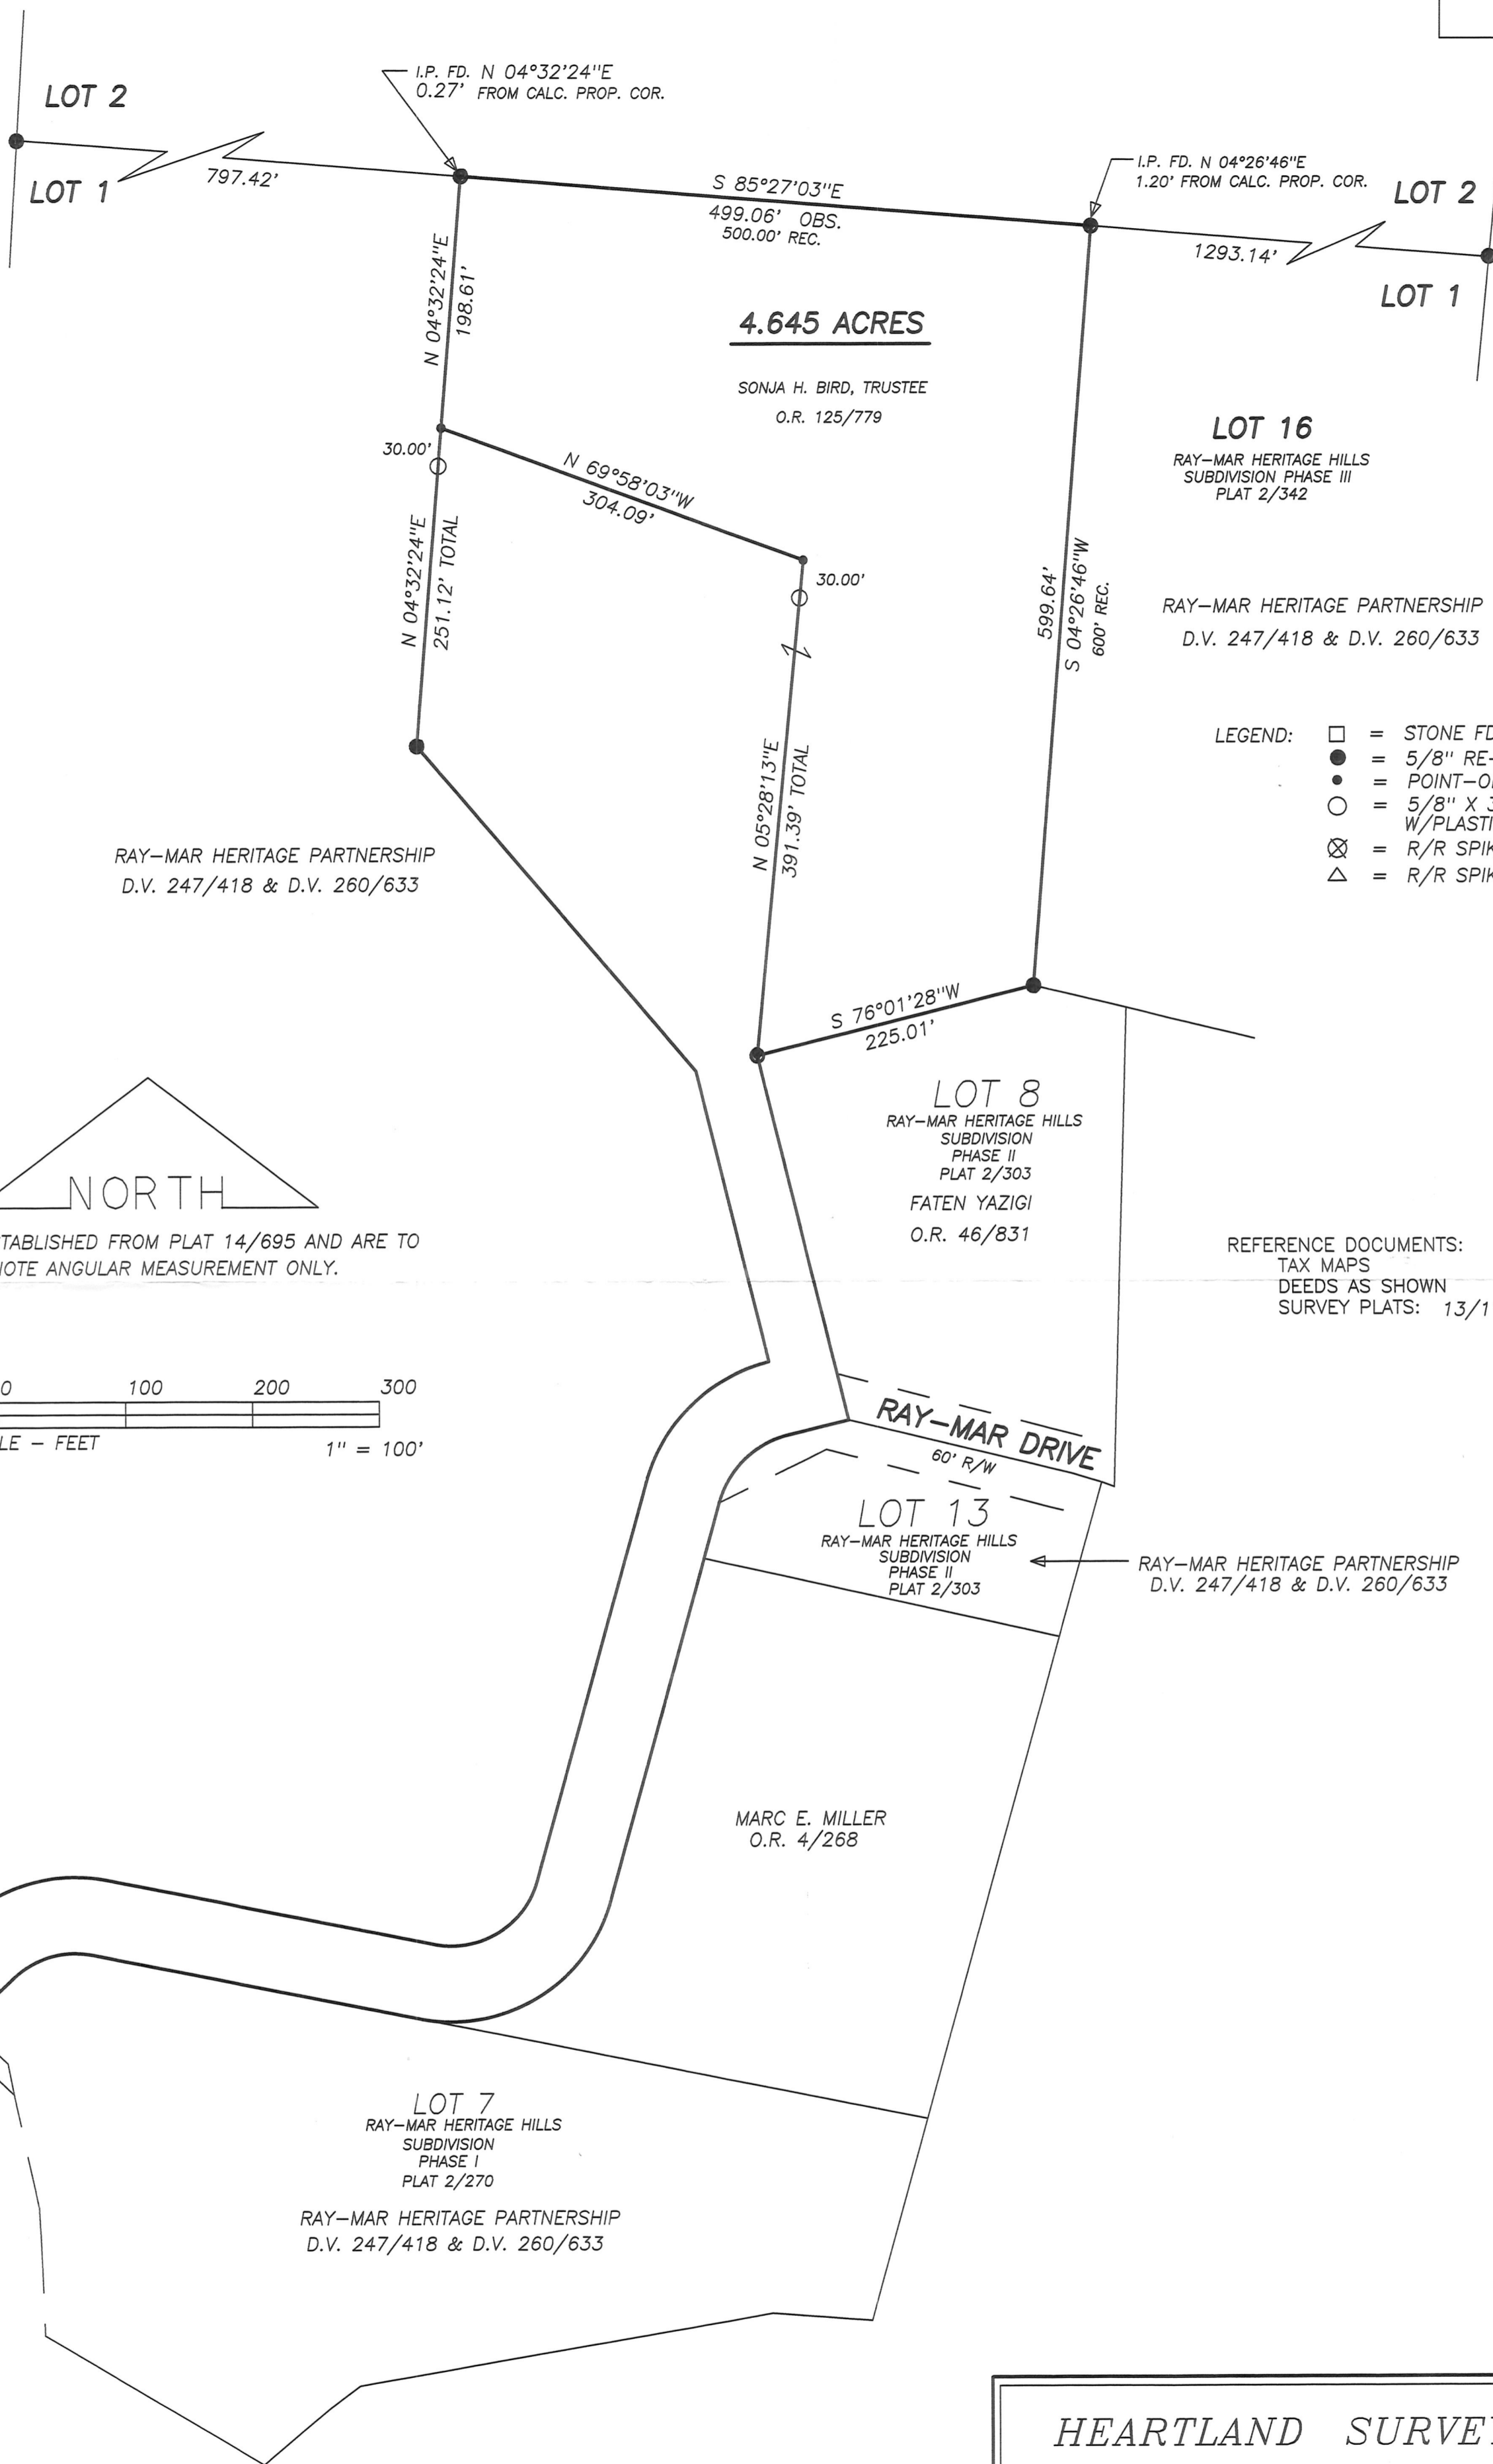 LOT 2
LOT 1
797.42'
I.P. FD. N 04°32'24"E
0.27' FROM CALC. PROP. COR.
S 85°27'03"E
499.06' OBS.
500.00' REC.
I.P. FD. N 04°26'46"E
1.20' FROM CALC. PROP. COR.
LOT 2
1293.14'
LOT 1
N 04°32'24"E
198.61'
4.645 ACRES
SONJA H. BIRD, TRUSTEE
O.R. 125/779
LOT 16
RAY-MAR HERITAGE HILLS
SUBDIVISION PHASE III
PLAT 2/342
30.00'
N 69°58'03"W
304.09'
30.00'
N 04°32'24"E
251.12' TOTAL
599.64'
S 04°26'46"W
600' REC.
RAY-MAR HERITAGE PARTNERSHIP
D.V. 247/418 & D.V. 260/633
LEGEND:
= STONE FD
= 5/8" RE-
= POINT-O
= 5/8" X 3
W/PLASTI
= R/R SPIK
= R/R SPIK
N 05°28'13"E
391.39' TOTAL
RAY-MAR HERITAGE PARTNERSHIP
D.V. 247/418 & D.V. 260/633
S 76°01'28"W
225.01'
LOT 8
RAY-MAR HERITAGE HILLS
SUBDIVISION
PHASE II
PLAT 2/303
FATEN YAZIGI
O.R. 46/831
NORTH
TABLISHED FROM PLAT 14/695 AND ARE TO
NOTE ANGULAR MEASUREMENT ONLY.
REFERENCE DOCUMENTS:
TAX MAPS
DEEDS AS SHOWN
SURVEY PLATS: 13/1
0 100 200 300
LE - FEET 1" = 100'
RAY-MAR DRIVE
60' R/W
LOT 13
RAY-MAR HERITAGE HILLS
SUBDIVISION
PHASE II
PLAT 2/303
RAY-MAR HERITAGE PARTNERSHIP
D.V. 247/418 & D.V. 260/633
MARC E. MILLER
O.R. 4/268
LOT 7
RAY-MAR HERITAGE HILLS
SUBDIVISION
PHASE I
PLAT 2/270
RAY-MAR HERITAGE PARTNERSHIP
D.V. 247/418 & D.V. 260/633
HEARTLAND SURVEY